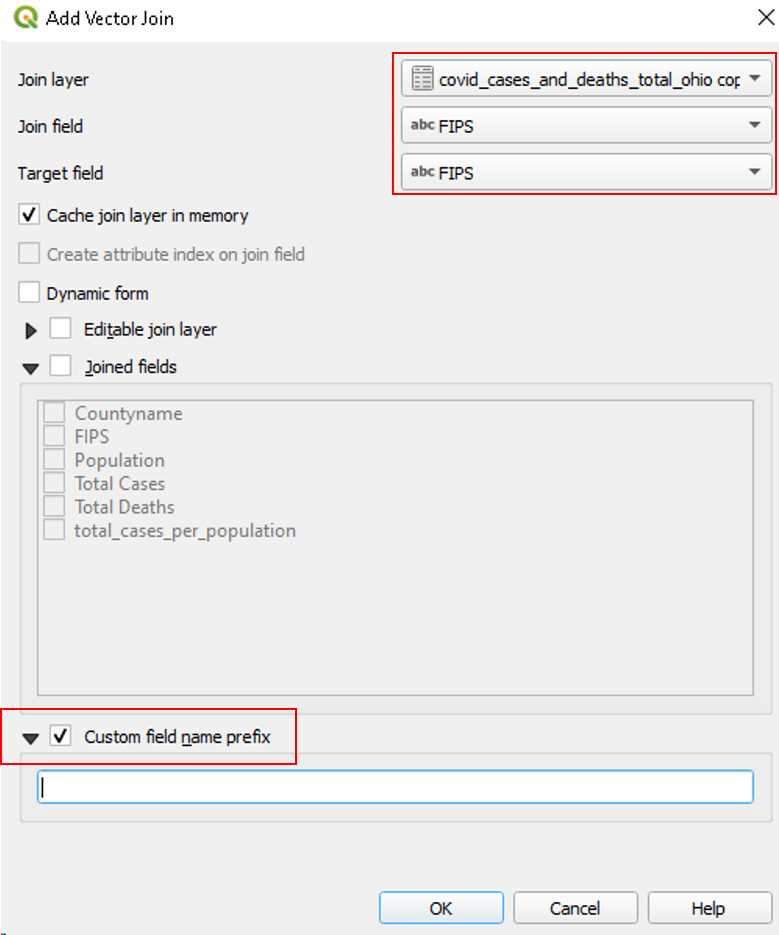 Add Vector Join
Join layer
covid_cases_and_deaths_total_ohio cop
Join field
abc FIPS
Target field
abc FIPS
Cache join layer in memory
Create attribute index on join field
Dynamic form
Editable join layer
Joined fields
Countyname
FIPS
Population
Total Cases
Total Deaths
total_cases_per_population
Custom field name prefix
OK
Cancel
Help